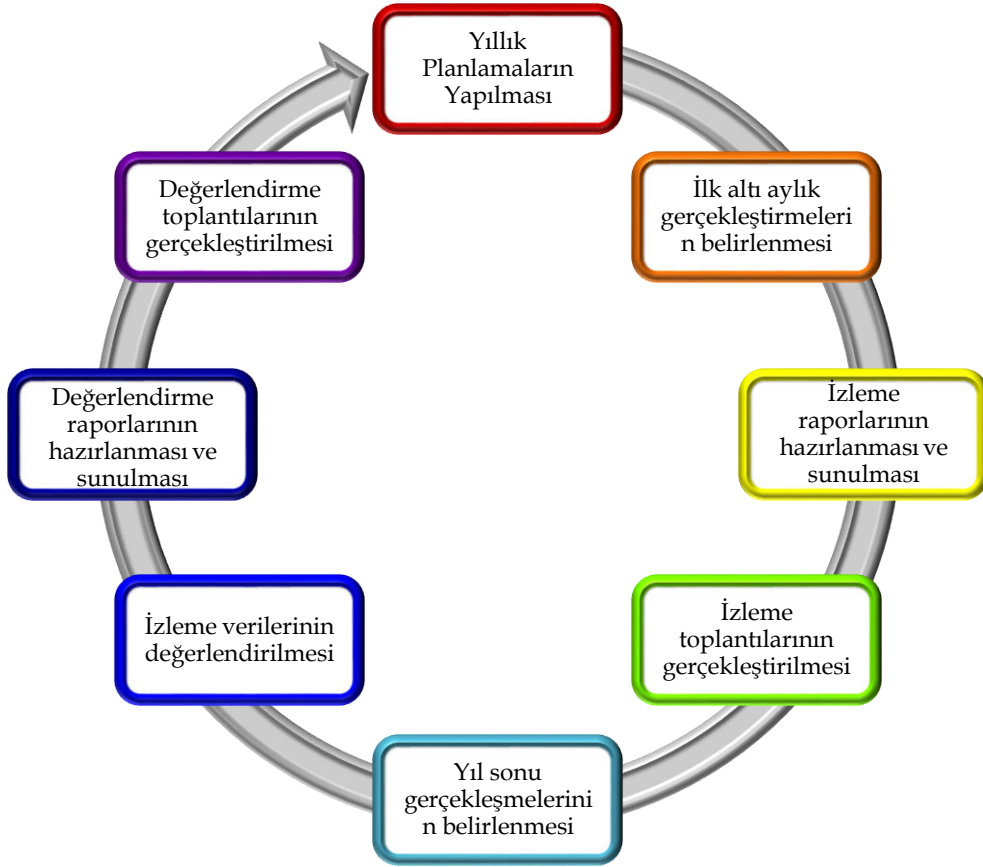 Yıllık
Planlamaların
Yapılması
İlk altı aylık
gerçekleştirmeleri
n belirlenmesi
İzleme
raporlarının
hazırlanması ve
sunulması
İzleme
toplantılarının
gerçekleştirilmesi
Yıl sonu
gerçekleşmelerini
n belirlenmesi
İzleme verilerinin
değerlendirilmesi
Değerlendirme
raporlarının
hazırlanması ve
sunulması
Değerlendirme
toplantılarının
gerçekleştirilmesi